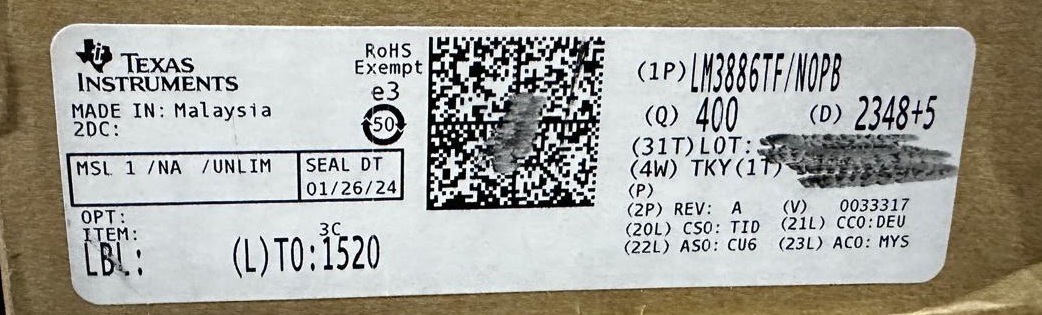 TEXAS INSTRUMENTS
MADE IN: Malaysia
2DC:
MSL 1 /NA /UNLIM
SEAL DT
01/26/24
OPT:
ITEM:
3C
LBL:
(L)TO:1520
RoHS
Exempt
e3
50
(1P)LM3886TF/NOPB
(Q) 400 (D) 2348+5
(31T)LOT:
(4W) TKY(1T)
(P)
(2P) REV: A (V) 0033317
(20L) CSO: TID (21L) CCO:DEU
(22L) ASO: CU6 (23L) ACO: MYS